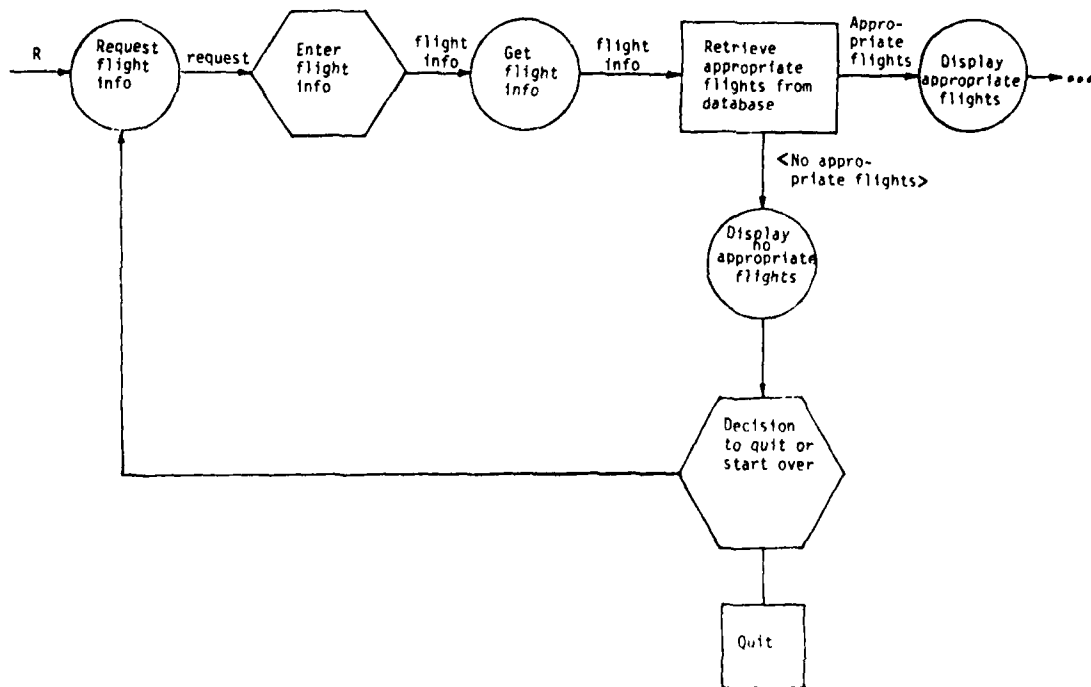 R
Request
flight
info
request
Enter
flight
info
flight
info
Get
flight
info
flight
info
Retrieve
appropriate
flights from
database
Appro-
priate
flights
Display
appropriate
flights
<No appro-
priate flights>
Display
no
appropriate
flights
Decision
to quit or
start over
Quit